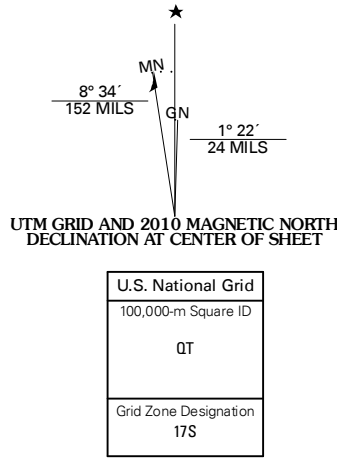 ★
MN
8° 34´
152 MILS
GN
1° 22´
24 MILS
UTM GRID AND 2010 MAGNETIC NORTH
DECLINATION AT CENTER OF SHEET
U.S. National Grid
100,000-m Square ID
QT
Grid Zone Designation
17S